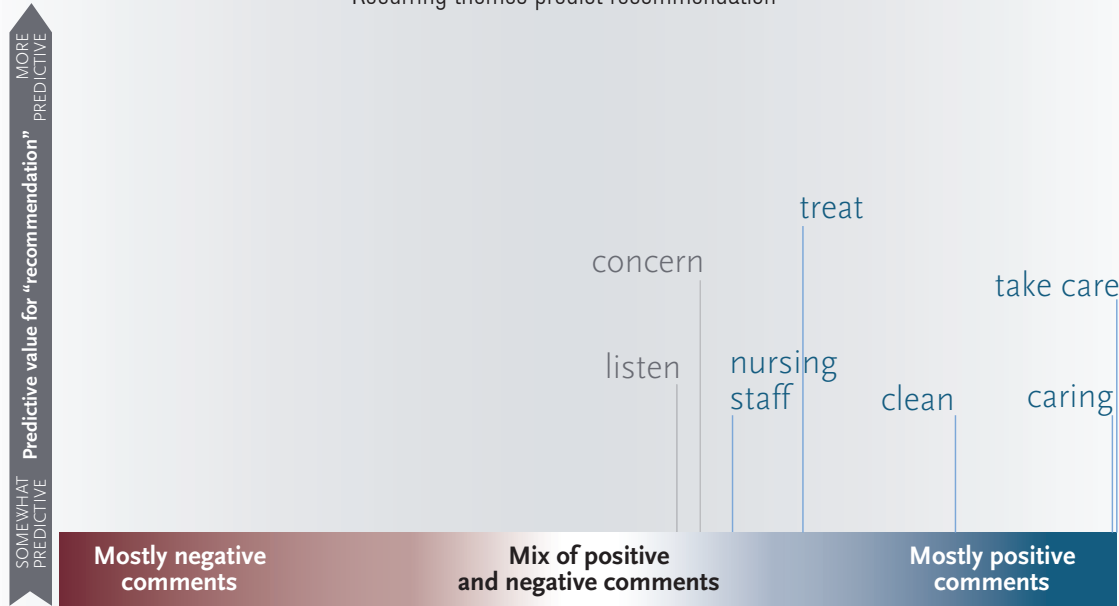 Recurring themes predict recommendation
MORE
PREDICTIVE
Predictive value for “recommendation”
SOMEWHAT
PREDICTIVE
treat
concern
take care
listen
nursing
staff
clean
caring
Mostly negative
comments
Mix of positive
and negative comments
Mostly positive
comments